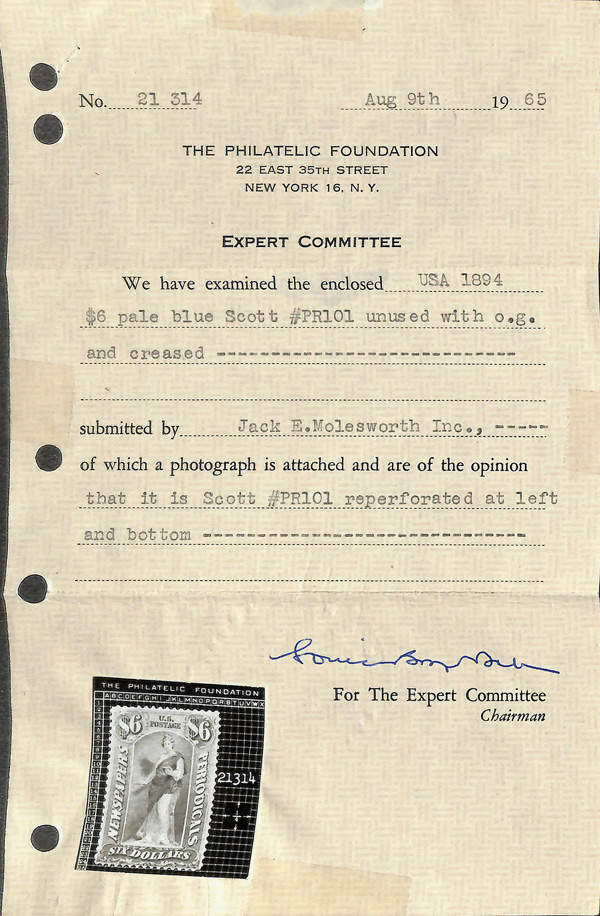 No. 21 314 Aug 9th 19 65
THE PHILATELIC FOUNDATION
22 EAST 35TH STREET
NEW YORK 16, N. Y.
EXPERT COMMITTEE
We have examined the enclosed USA 1894
$6 pale blue Scott #PR101 unused with o.g.
and creased
submitted by Jack E.Molesworth Inc.,
of which a photograph is attached and are of the opinion
that it is Scott #PR101 reperforated at left
and bottom
For The Expert Committee
Chairman
THE PHILATELIC FOUNDATION
ABCDEFGHIJKLMNOPQRSTUVWX
$6 U.S. POSTAGE $6
NEWSPAPERS
PERIODICALS
21314
SIX DOLLARS